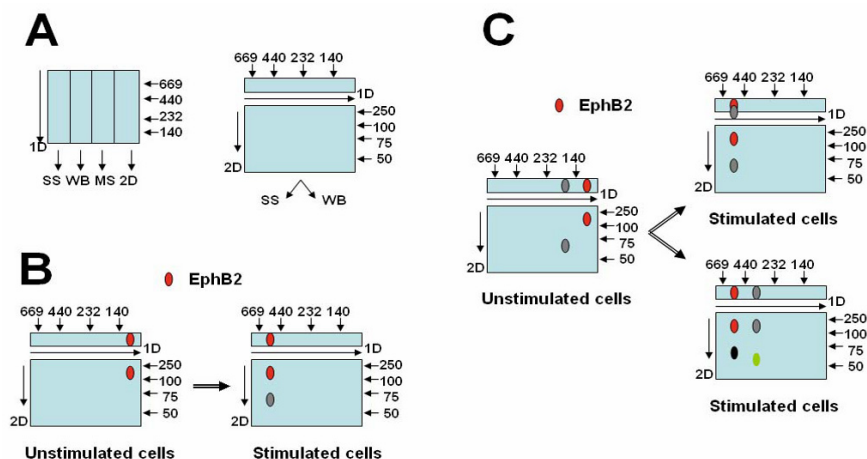 A
669 440 232 140
669
440
232
140
1D
SS WB MS 2D
1D
250
100
75
50
2D
SS WB
B
EphB2
669 440 232 140
1D
250
100
75
50
2D
Unstimulated cells
669 440 232 140
1D
250
100
75
50
2D
Stimulated cells
C
EphB2
669 440 232 140
1D
250
100
75
50
2D
Unstimulated cells
669 440 232 140
1D
250
100
75
50
2D
Stimulated cells
669 440 232 140
1D
250
100
75
50
2D
Stimulated cells